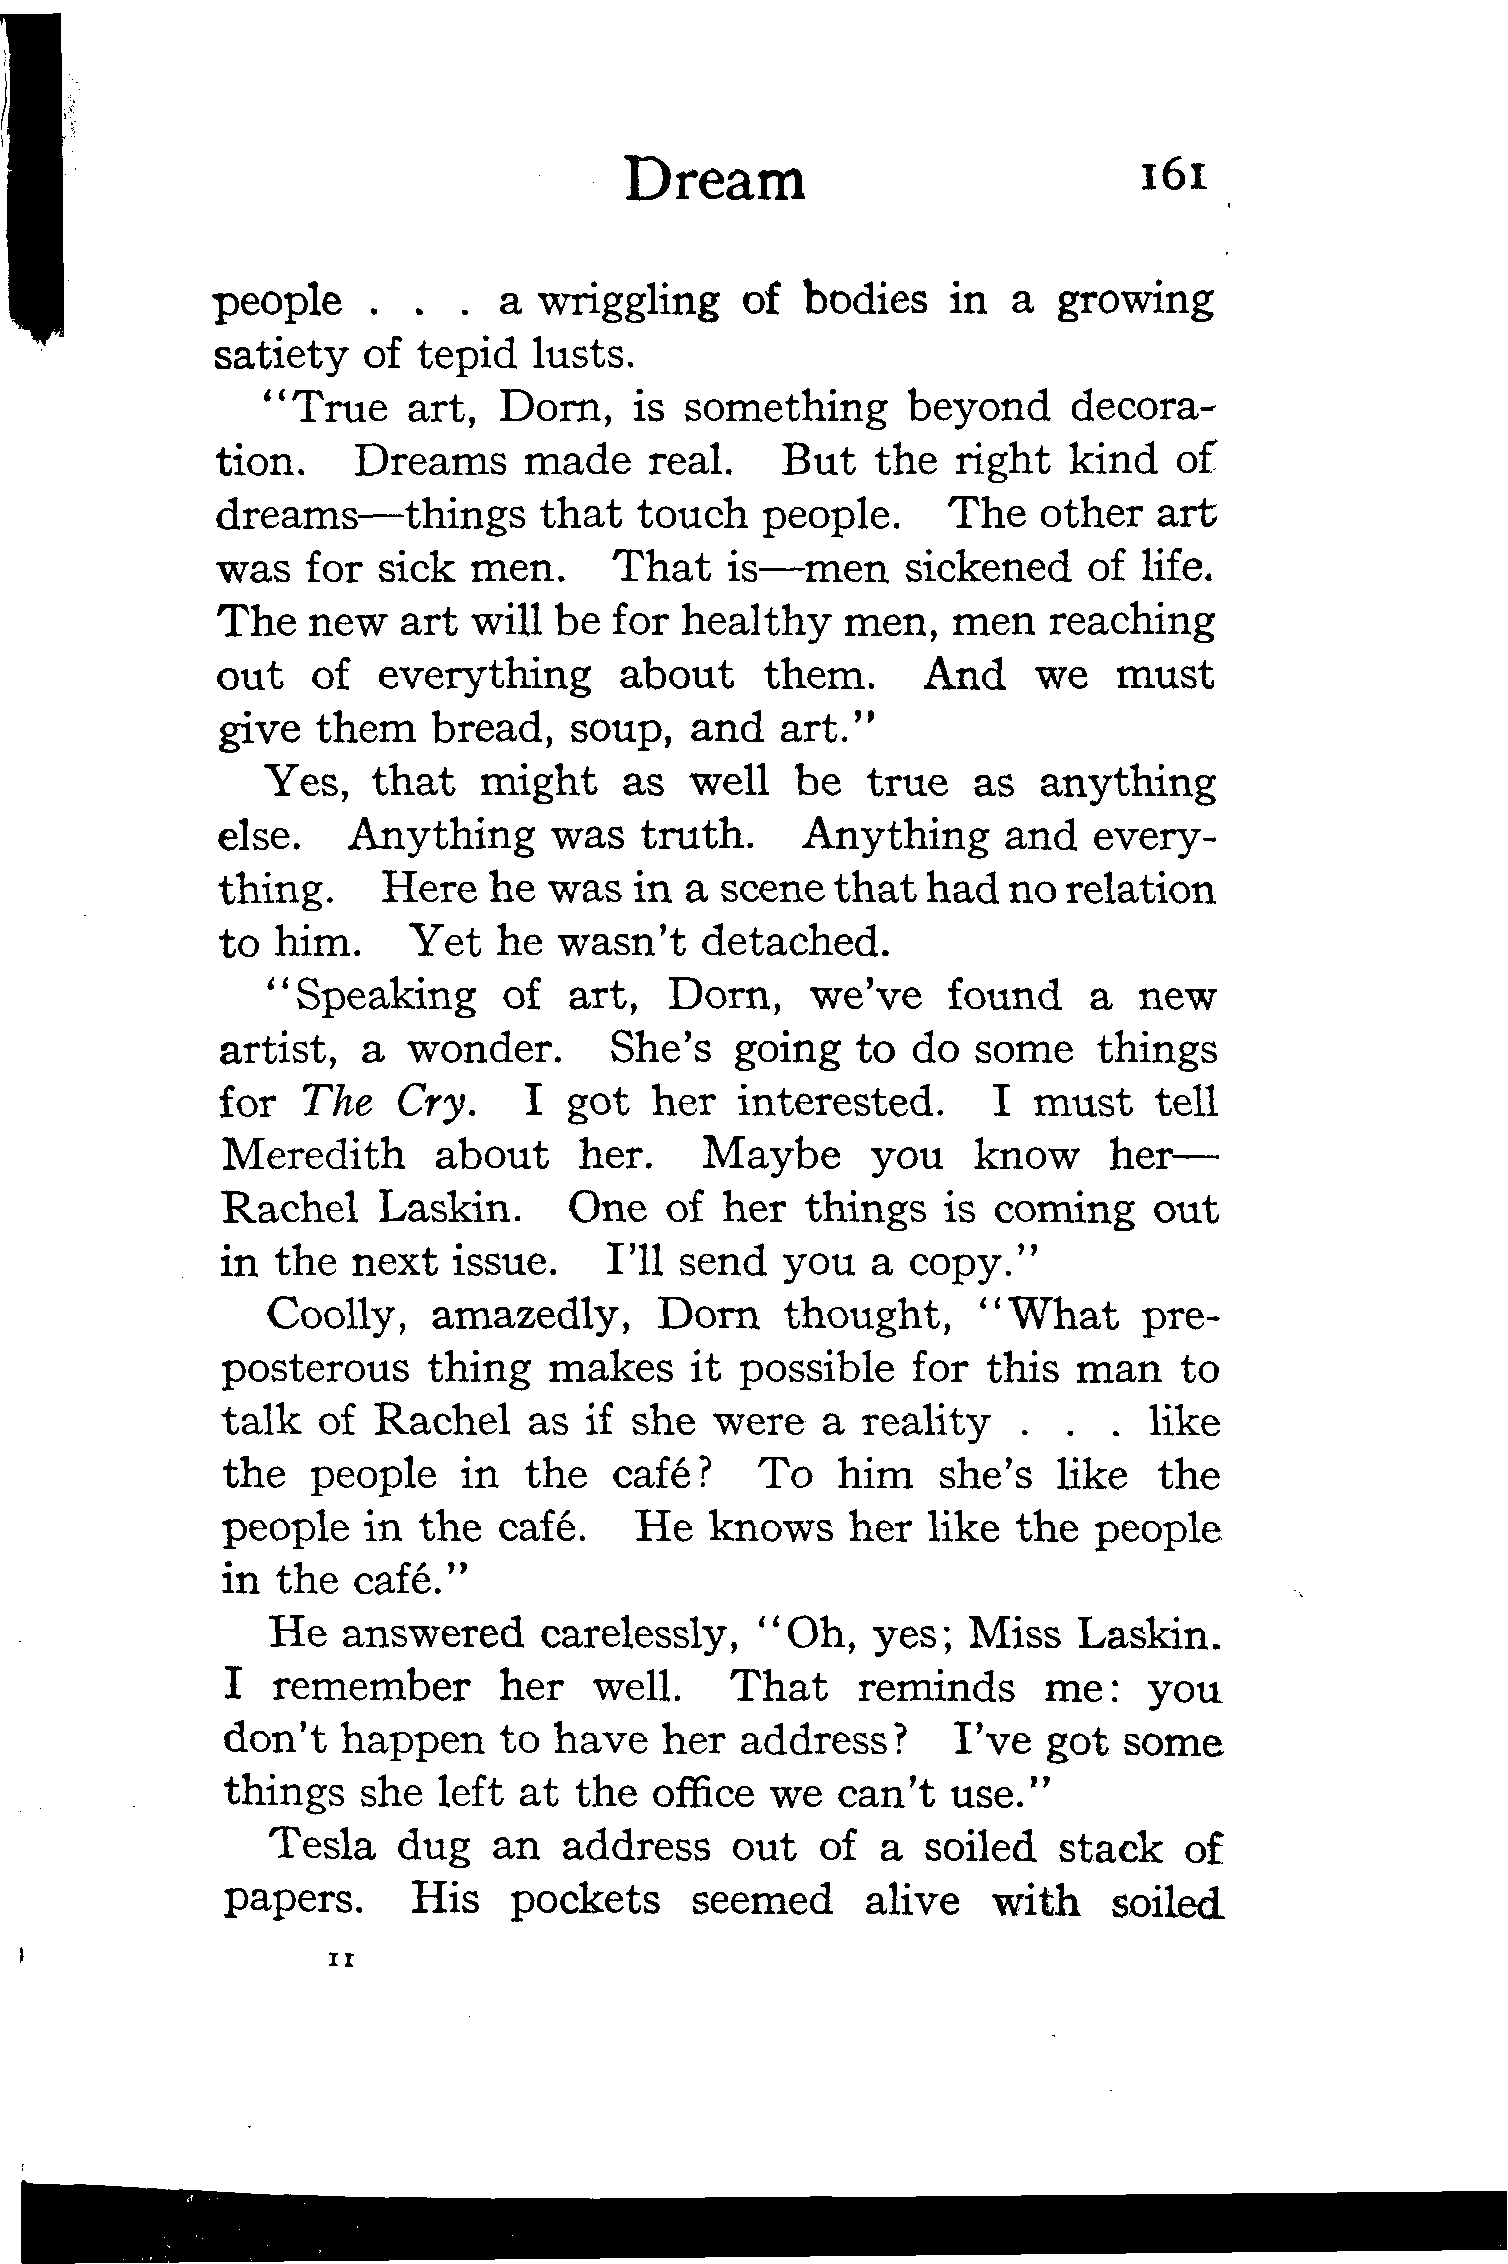 Dream 161
people . . . a wriggling of bodies in a growing
satiety of tepid lusts.
"True art, Dorn, is something beyond decora-
tion. Dreams made real. But the right kind of
dreams—things that touch people. The other art
was for sick men. That is—men sickened of life.
The new art will be for healthy men, men reaching
out of everything about them. And we must
give them bread, soup, and art."
Yes, that might as well be true as anything
else. Anything was truth. Anything and every-
thing. Here he was in a scene that had no relation
to him. Yet he wasn't detached.
"Speaking of art, Dorn, we've found a new
artist, a wonder. She's going to do some things
for The Cry. I got her interested. I must tell
Meredith about her. Maybe you know her—
Rachel Laskin. One of her things is coming out
in the next issue. I'll send you a copy."
Coolly, amazedly, Dorn thought, "What pre-
posterous thing makes it possible for this man to
talk of Rachel as if she were a reality . . . like
the people in the café? To him she's like the
people in the café. He knows her like the people
in the café."
He answered carelessly, "Oh, yes; Miss Laskin.
I remember her well. That reminds me: you
don't happen to have her address? I've got some
things she left at the office we can't use."
Tesla dug an address out of a soiled stack of
papers. His pockets seemed alive with soiled
11